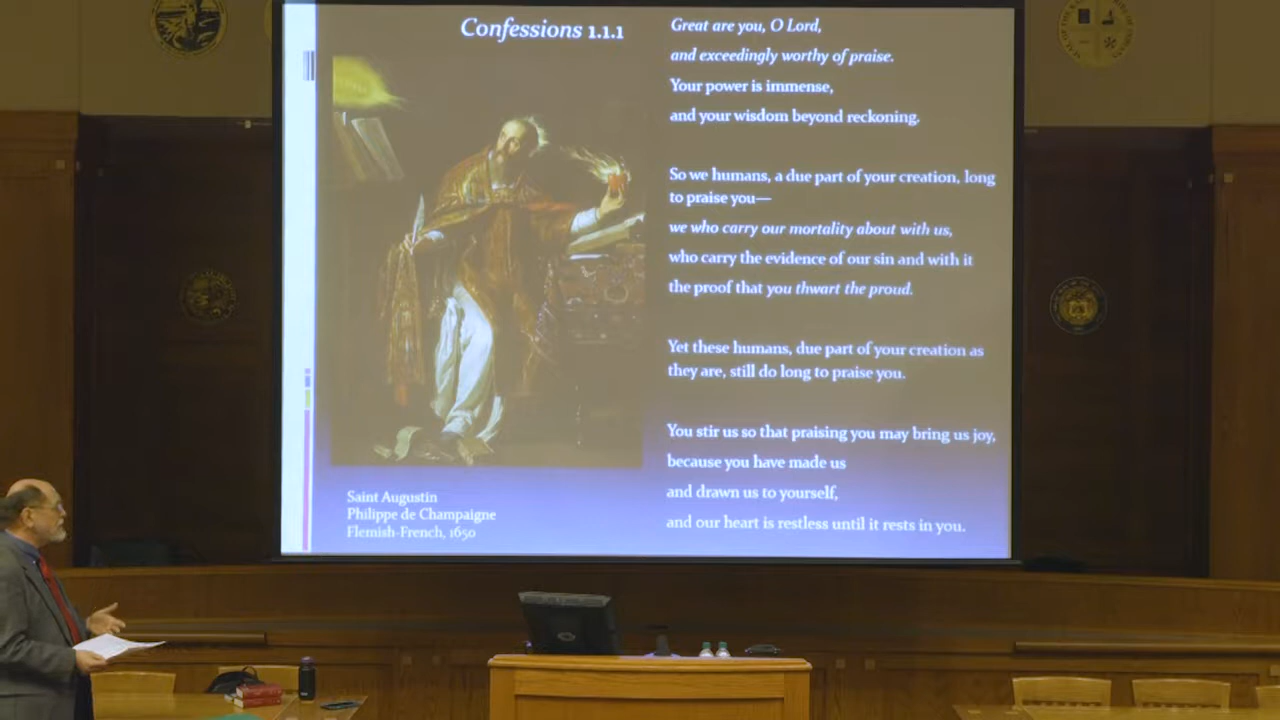 Confessions 1.1.1
Great are you, O Lord,
and exceedingly worthy of praise.
Your power is immense,
and your wisdom beyond reckoning.
So we humans, a due part of your creation, long
to praise you—
we who carry our mortality about with us,
who carry the evidence of our sin and with it
the proof that you thwart the proud.
Yet these humans, due part of your creation as
they are, still do long to praise you.
You stir us so that praising you may bring us joy,
because you have made us
and drawn us to yourself,
and our heart is restless until it rests in you.
Saint Augustin
Philippe de Champaigne
Flemish-French, 1650